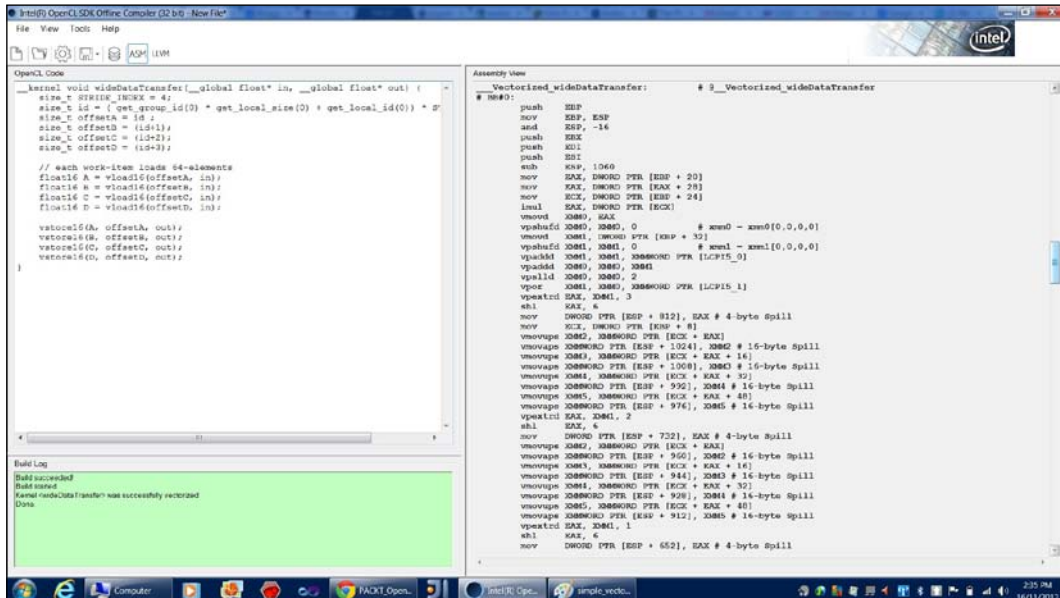 Intel(R) OpenCL SDK Offline Compiler (32 bit) - New File*
File View Tools Help
ASM LLVM
intel
OpenCL Code
__kernel void wideDataTransfer(__global float* in, __global float* out) {
size_t STRIDE_INDEX = 4;
size_t id = ( get_group_id(0) * get_local_size(0) + get_local_id(0)) * S
size_t offsetA = id ;
size_t offsetB = (id+1);
size_t offsetC = (id+2);
size_t offsetD = (id+3);
// each work-item loads 64-elements
float16 A = vload16(offsetA, in);
float16 B = vload16(offsetB, in);
float16 C = vload16(offsetC, in);
float16 D = vload16(offsetD, in);
vstore16(A, offsetA, out);
vstore16(B, offsetB, out);
vstore16(C, offsetC, out);
vstore16(D, offsetD, out);
}
Build Log
Build succeeded!
Build started
Kernel <wideDataTransfer> was successfully vectorized
Done.
Assembly View
__Vectorized_wideDataTransfer: # @__Vectorized_wideDataTransfer
# BB#0:
push EBP
mov EBP, ESP
and ESP, -16
push EBX
push EDI
push ESI
sub ESP, 1060
mov EAX, DWORD PTR [EBP + 20]
mov EAX, DWORD PTR [EAX + 28]
mov ECX, DWORD PTR [EBP + 24]
imul EAX, DWORD PTR [ECX]
vmovd XMM0, EAX
vpshufd XMM0, XMM0, 0 # xmm0 = xmm0[0,0,0,0]
vmovd XMM1, DWORD PTR [EBP + 32]
vpshufd XMM1, XMM1, 0 # xmm1 = xmm1[0,0,0,0]
vpaddd XMM1, XMM1, XMMWORD PTR [LCPI5_0]
vpaddd XMM0, XMM0, XMM1
vpslld XMM0, XMM0, 2
vpor XMM1, XMM0, XMMWORD PTR [LCPI5_1]
vpextrd EAX, XMM1, 3
shl EAX, 6
mov DWORD PTR [ESP + 812], EAX # 4-byte Spill
mov ECX, DWORD PTR [EBP + 8]
vmovups XMM2, XMMWORD PTR [ECX + EAX]
vmovaps XMMWORD PTR [ESP + 1024], XMM2 # 16-byte Spill
vmovups XMM3, XMMWORD PTR [ECX + EAX + 16]
vmovaps XMMWORD PTR [ESP + 1008], XMM3 # 16-byte Spill
vmovups XMM4, XMMWORD PTR [ECX + EAX + 32]
vmovaps XMMWORD PTR [ESP + 992], XMM4 # 16-byte Spill
vmovups XMM5, XMMWORD PTR [ECX + EAX + 48]
vmovaps XMMWORD PTR [ESP + 976], XMM5 # 16-byte Spill
vpextrd EAX, XMM1, 2
shl EAX, 6
mov DWORD PTR [ESP + 732], EAX # 4-byte Spill
vmovups XMM2, XMMWORD PTR [ECX + EAX]
vmovaps XMMWORD PTR [ESP + 960], XMM2 # 16-byte Spill
vmovups XMM3, XMMWORD PTR [ECX + EAX + 16]
vmovaps XMMWORD PTR [ESP + 944], XMM3 # 16-byte Spill
vmovups XMM4, XMMWORD PTR [ECX + EAX + 32]
vmovaps XMMWORD PTR [ESP + 928], XMM4 # 16-byte Spill
vmovups XMM5, XMMWORD PTR [ECX + EAX + 48]
vmovaps XMMWORD PTR [ESP + 912], XMM5 # 16-byte Spill
vpextrd EAX, XMM1, 1
shl EAX, 6
mov DWORD PTR [ESP + 652], EAX # 4-byte Spill
Computer
PACKT_Open...
Intel(R) Ope...
simple_vecto...
2:35 PM
16/11/2012